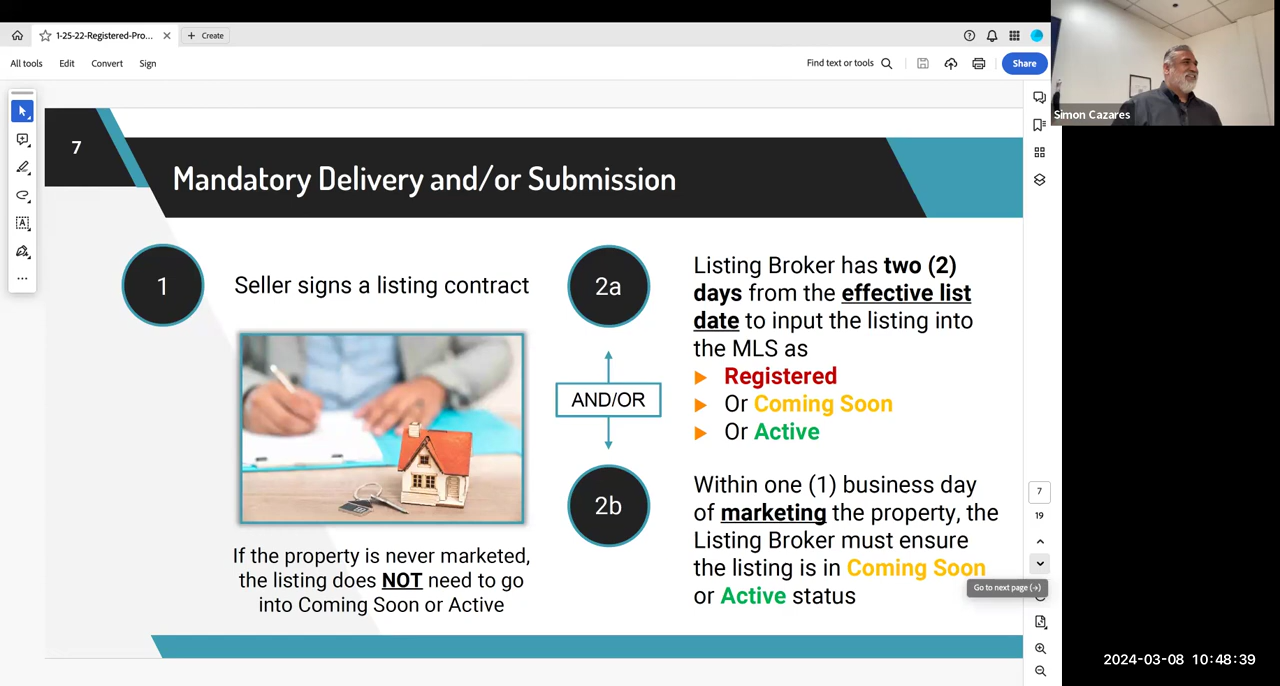 1-25-22-Registered-Pro...
Create
All tools
Edit
Convert
Sign
Find text or tools
Share
Simon Cazares
7
Mandatory Delivery and/or Submission
1
Seller signs a listing contract
If the property is never marketed,
the listing does NOT need to go
into Coming Soon or Active
2a
AND/OR
2b
Listing Broker has two (2)
days from the effective list
date to input the listing into
the MLS as
Registered
Or Coming Soon
Or Active
Within one (1) business day
of marketing the property, the
Listing Broker must ensure
the listing is in Coming Soon
or Active status
7
19
Go to next page (→)
2024-03-08 10:48:39